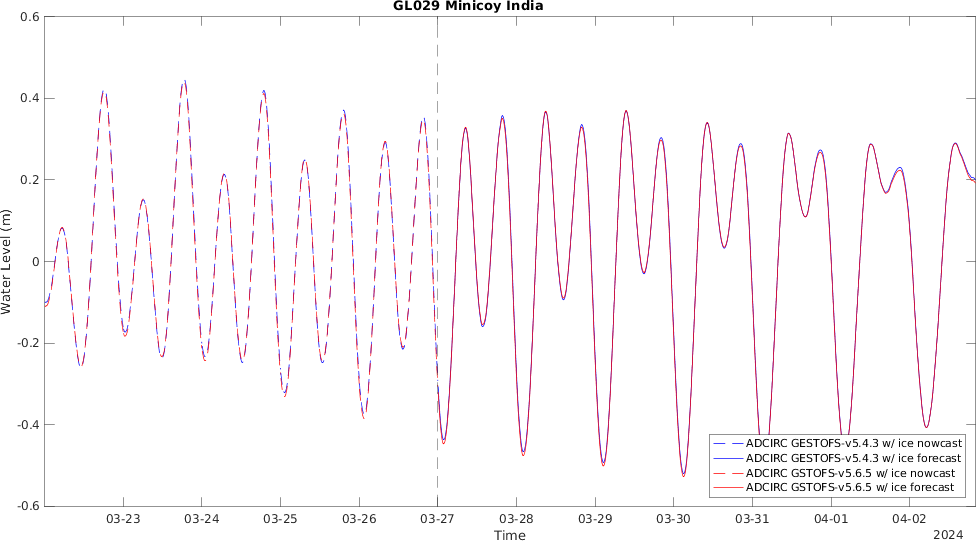 GL029 Minicoy India
0.6
0.4
0.2
0
-0.2
-0.4
-0.6
Water Level (m)
ADCIRC GESTOFS-v5.4.3 w/ ice nowcast
ADCIRC GESTOFS-v5.4.3 w/ ice forecast
ADCIRC GSTOFS-v5.6.5 w/ ice nowcast
ADCIRC GSTOFS-v5.6.5 w/ ice forecast
03-23 03-24 03-25 03-26 03-27 03-28 03-29 03-30 03-31 04-01 04-02
Time
2024